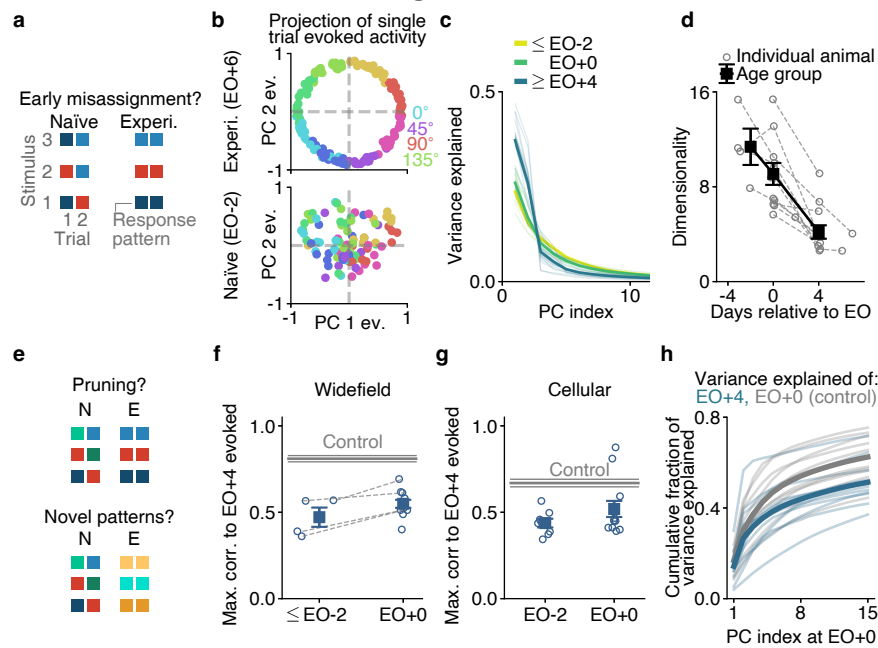 a
Early misassignment?
Naïve
Experi.
Stimulus
3
2
1
1 2
Trial
Response
pattern
b
Projection of single
trial evoked activity
Experi. (EO+6)
PC 2 ev.
1
-1
0°
45°
90°
135°
Naïve (EO-2)
PC 2 ev.
1
-1
-1
1
PC 1 ev.
c
≤ EO-2
EO+0
≥ EO+4
Variance explained
0.5
0.0
0
10
PC index
d
Individual animal
Age group
Dimensionality
16
8
0
-4
0
4
Days relative to EO
e
Pruning?
N
E
Novel patterns?
N
E
f
Widefield
Max. corr. to EO+4 evoked
1.0
0.5
0.0
Control
≤ EO-2
EO+0
g
Cellular
Max. corr to EO+4 evoked
1.0
0.5
0.0
Control
EO-2
EO+0
h
Variance explained of:
EO+4, EO+0 (control)
Cumulative fraction of
variance explained
0.8
0.4
0.0
1
8
15
PC index at EO+0